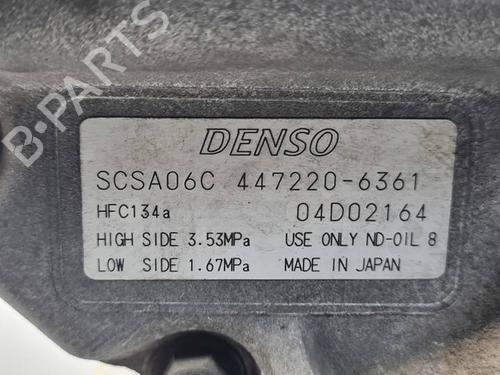 B-PARTS
DENSO
SCSA06C 447220-6361
HFC134a 04D02164
HIGH SIDE 3.53MPa USE ONLY ND-OIL 8
LOW SIDE 1.67MPa MADE IN JAPAN